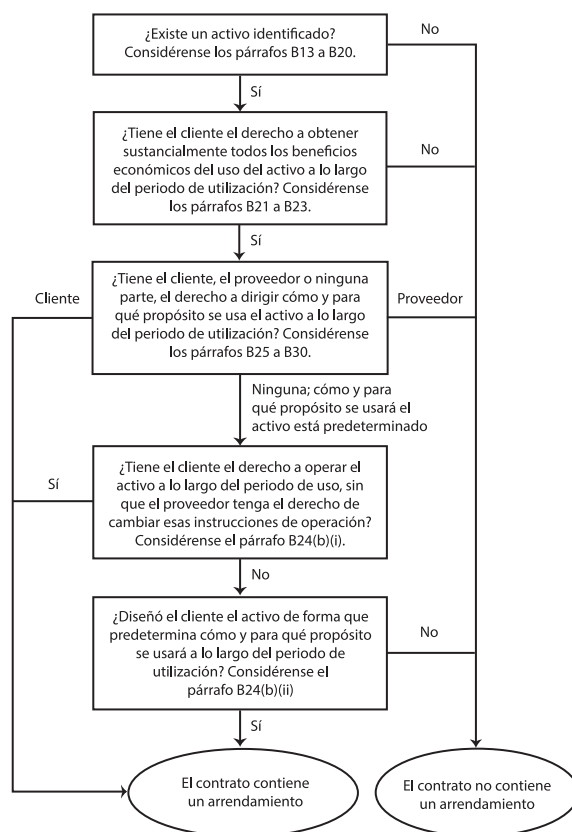 ¿Existe un activo identificado?
Considérense los párrafos B13 a B20.
No
Sí
¿Tiene el cliente el derecho a obtener
sustancialmente todos los beneficios
económicos del uso del activo a lo largo
del periodo de utilización? Considérense
los párrafos B21 a B23.
No
Sí
Cliente
¿Tiene el cliente, el proveedor o ninguna
parte, el derecho a dirigir cómo y para
qué propósito se usa el activo a lo largo
del periodo de utilización? Considérense
los párrafos B25 a B30.
Proveedor
Ninguna; cómo y para
qué propósito se usará el
activo está predeterminado
Sí
¿Tiene el cliente el derecho a operar el
activo a lo largo del periodo de uso, sin
que el proveedor tenga el derecho de
cambiar esas instrucciones de operación?
Considérense el párrafo B24(b)(i).
No
¿Diseñó el cliente el activo de forma que
predetermina cómo y para qué propósito
se usará a lo largo del periodo de
utilización? Considérense el
párrafo B24(b)(ii)
No
Sí
El contrato contiene
un arrendamiento
El contrato no contiene
un arrendamiento